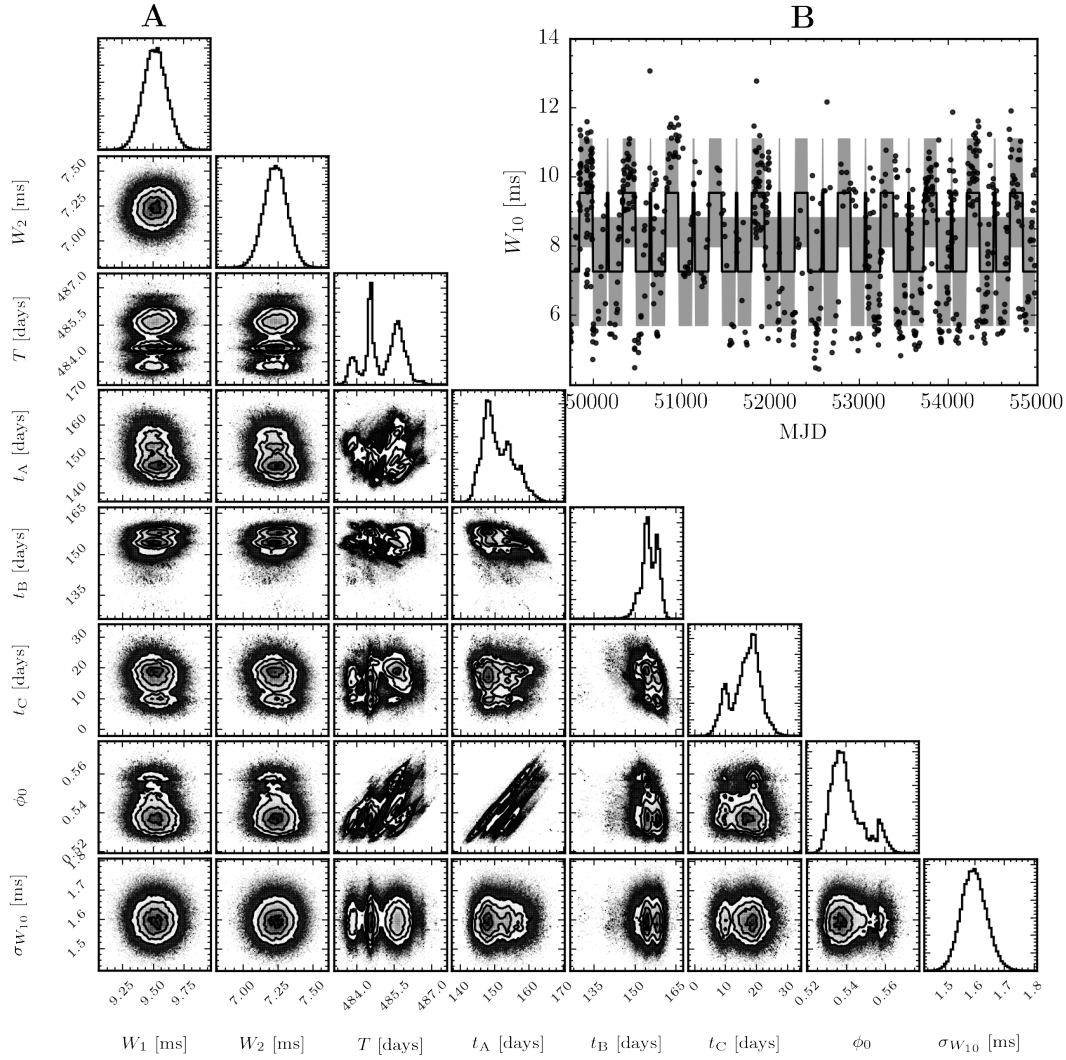 A
B
14
12
10
8
6
W10 [ms]
50000 51000 52000 53000 54000 55000
MJD
7.50
7.25
7.00
W2 [ms]
487.0
485.5
484.0
T [days]
170
160
150
140
tA [days]
165
150
135
tB [days]
30
20
10
0
tC [days]
0.56
0.54
0.52
ϕ0
1.8
1.7
1.6
1.5
σW10 [ms]
9.25 9.50 9.75 7.00 7.25 7.50 484.0 485.5 487.0 140 150 160 170 135 150 165 0 10 20 30 0.52 0.54 0.56 1.5 1.6 1.7 1.8
W1 [ms] W2 [ms] T [days] tA [days] tB [days] tC [days] ϕ0 σW10 [ms]